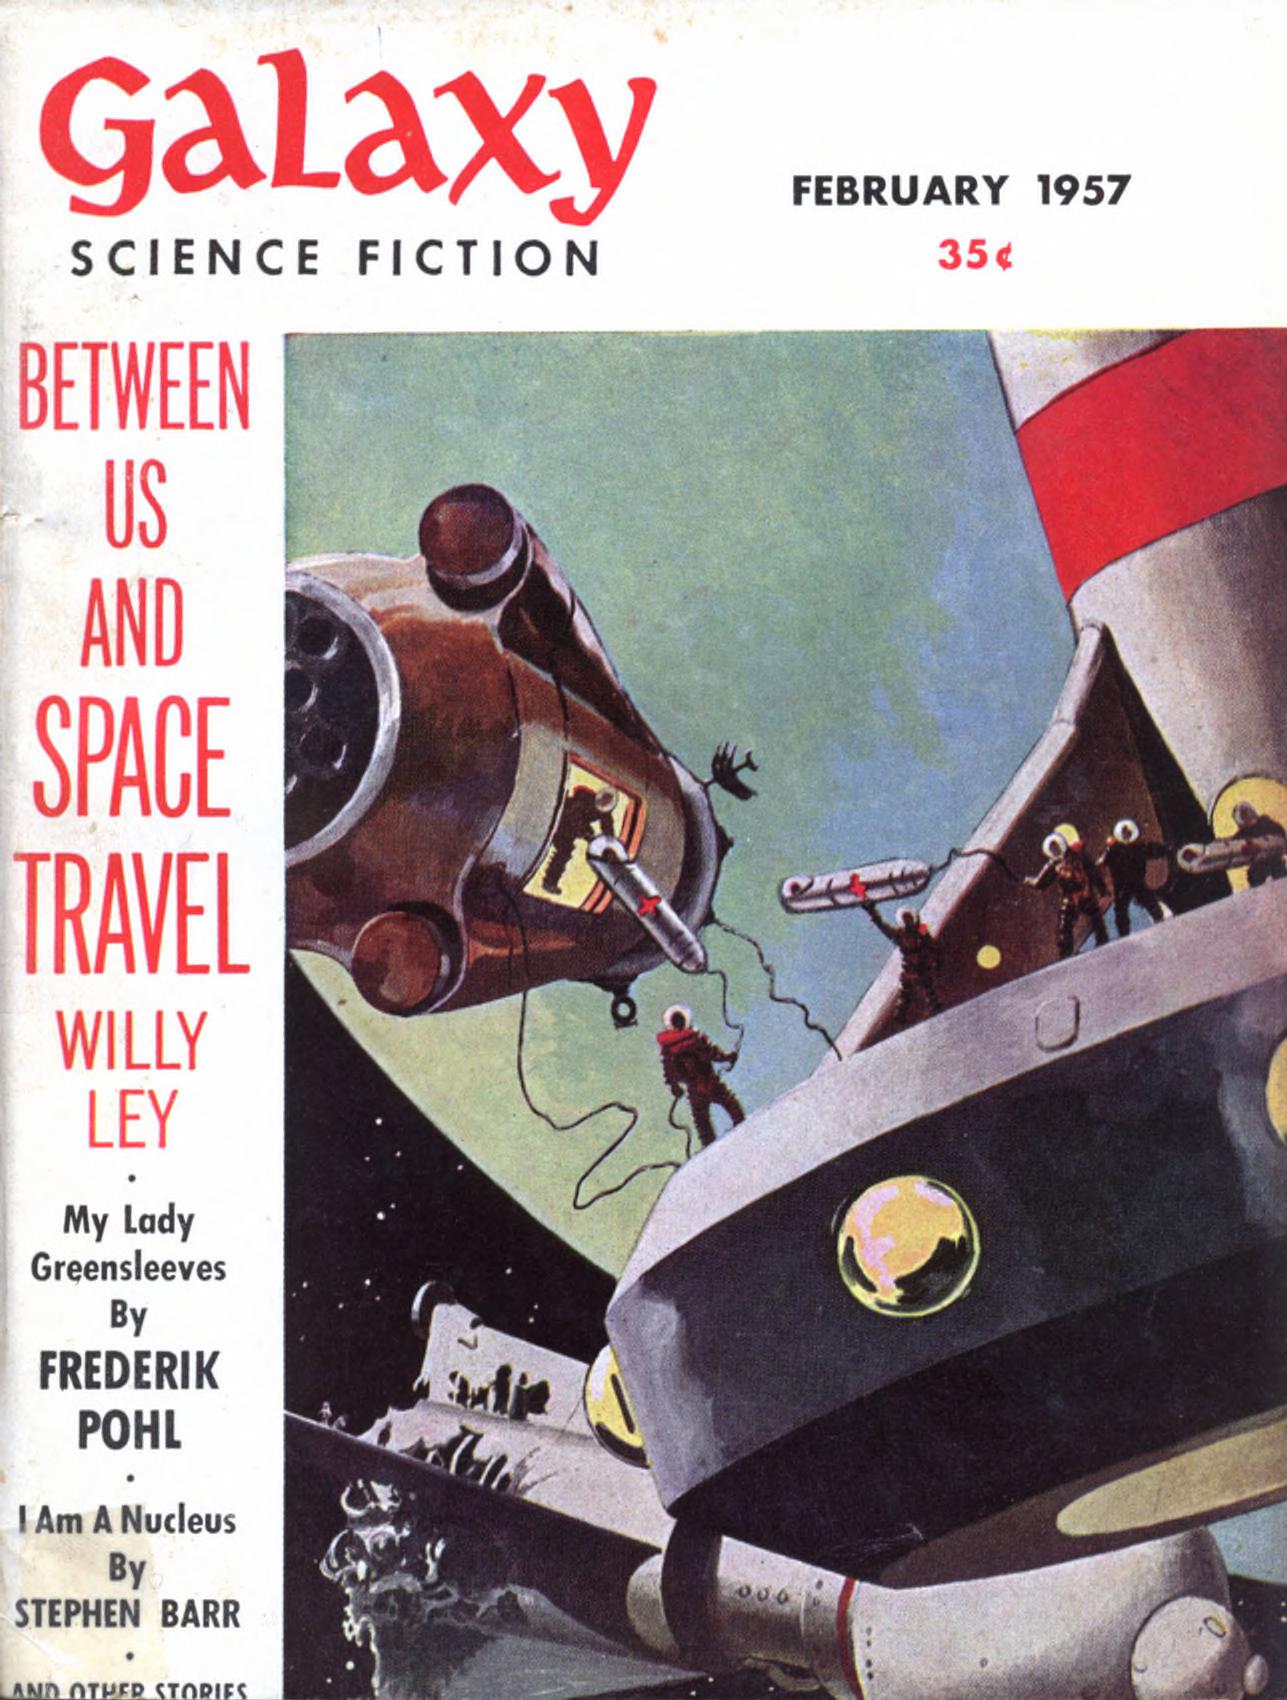 Galaxy
SCIENCE FICTION
FEBRUARY 1957
35¢
BETWEEN
US
AND
SPACE
TRAVEL
WILLY
LEY
•
My Lady
Greensleeves
By
FREDERIK
POHL
•
I Am A Nucleus
By
STEPHEN BARR
•
AND OTHER STORIES